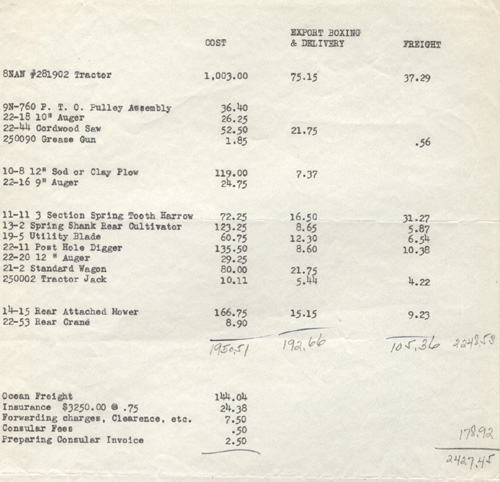 EXPORT BOXING
COST & DELIVERY FREIGHT
8NAN #281902 Tractor 1,003.00 75.15 37.29
9N-760 P. T. O. Pulley Assembly 36.40
22-18 10" Auger 26.25
22-44 Cordwood Saw 52.50 21.75
250090 Grease Gun 1.85 .56
10-8 12" Sod or Clay Plow 119.00 7.37
22-16 9" Auger 24.75
11-11 3 Section Spring Tooth Harrow 72.25 16.50 31.27
13-2 Spring Shank Rear Cultivator 123.25 8.65 5.87
19-5 Utility Blade 60.75 12.30 6.54
22-11 Post Hole Digger 135.50 8.60 10.38
22-20 12 " Auger 29.25
21-2 Standard Wagon 80.00 21.75
250002 Tractor Jack 10.11 5.44 4.22
14-15 Rear Attached Mower 166.75 15.15 9.23
22-53 Rear Crane 8.90
1950.51 192.66 105.36 2248.53
Ocean Freight 144.04
Insurance $3250.00 @ .75 24.38
Forwarding charges, Clearence, etc. 7.50
Consular Fees .50
Preparing Consular Invoice 2.50
178.92
2427.45